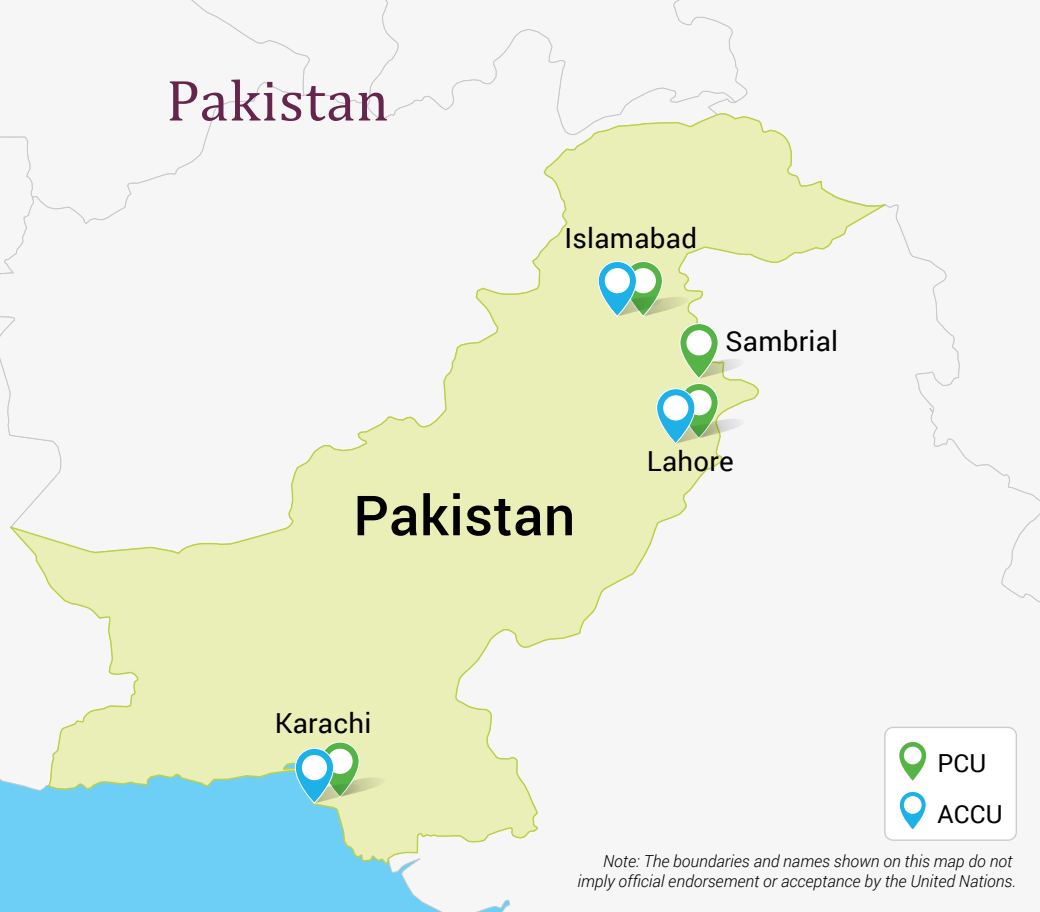 Pakistan
Islamabad
Sambrial
Lahore
Pakistan
Karachi
PCU
ACCU
Note: The boundaries and names shown on this map do not
imply official endorsement or acceptance by the United Nations.